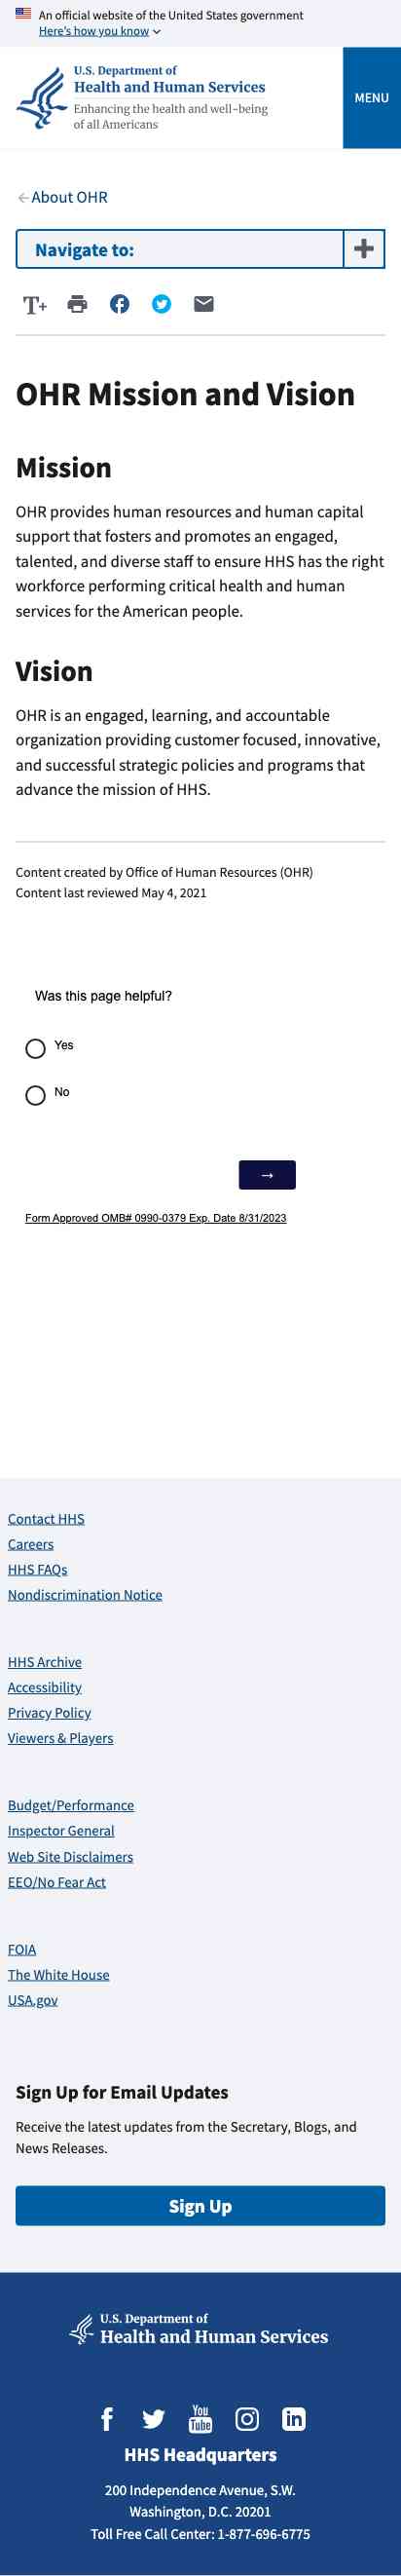 An official website of the United States government
Here's how you know
U.S. Department of
Health and Human Services
Enhancing the health and well-being
of all Americans
MENU
About OHR
Navigate to:
T+
OHR Mission and Vision
Mission
OHR provides human resources and human capital
support that fosters and promotes an engaged,
talented, and diverse staff to ensure HHS has the right
workforce performing critical health and human
services for the American people.
Vision
OHR is an engaged, learning, and accountable
organization providing customer focused, innovative,
and successful strategic policies and programs that
advance the mission of HHS.
Content created by Office of Human Resources (OHR)
Content last reviewed May 4, 2021
Was this page helpful?
Yes
No
→
Form Approved OMB# 0990-0379 Exp. Date 8/31/2023
Contact HHS
Careers
HHS FAQs
Nondiscrimination Notice
HHS Archive
Accessibility
Privacy Policy
Viewers & Players
Budget/Performance
Inspector General
Web Site Disclaimers
EEO/No Fear Act
FOIA
The White House
USA.gov
Sign Up for Email Updates
Receive the latest updates from the Secretary, Blogs, and
News Releases.
Sign Up
U.S. Department of
Health and Human Services
You
Tube
HHS Headquarters
200 Independence Avenue, S.W.
Washington, D.C. 20201
Toll Free Call Center: 1-877-696-6775